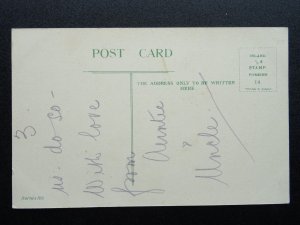 POST CARD
THE ADDRESS ONLY TO BE WRITTEN
HERE.
INLAND
½ d
STAMP
FOREIGN
1d
3
us. do so -
With love
from
Auntie
&
Uncle